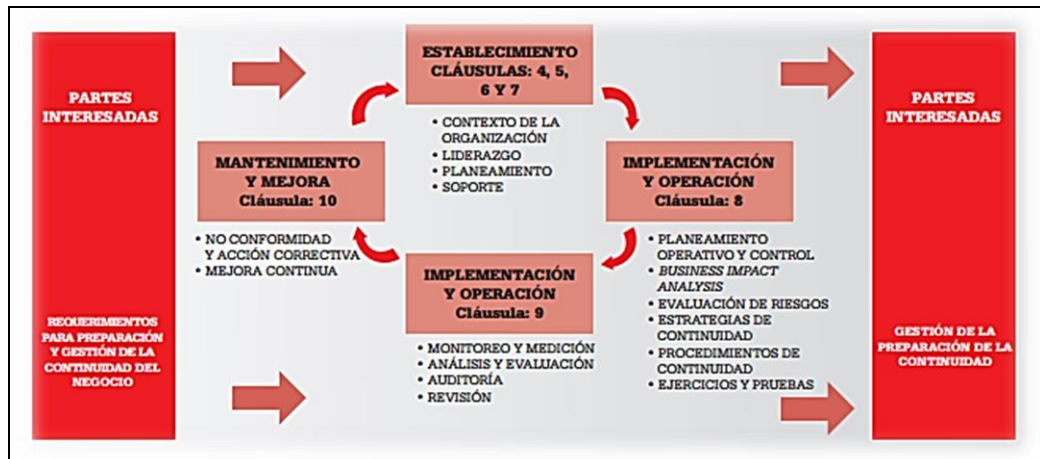 PARTES
INTERESADAS
REQUERIMIENTOS
PARA PREPARACIÓN
Y GESTIÓN DE LA
CONTINUIDAD DEL
NEGOCIO
ESTABLECIMIENTO
CLÁUSULAS: 4, 5,
6 Y 7
• CONTEXTO DE LA
ORGANIZACIÓN
• LIDERAZGO
• PLANEAMIENTO
• SOPORTE
MANTENIMIENTO
Y MEJORA
Cláusula: 10
• NO CONFORMIDAD
Y ACCIÓN CORRECTIVA
• MEJORA CONTINUA
IMPLEMENTACIÓN
Y OPERACIÓN
Cláusula: 8
• PLANEAMIENTO
OPERATIVO Y CONTROL
• BUSINESS IMPACT
ANALYSIS
• EVALUACIÓN DE RIESGOS
• ESTRATEGIAS DE
CONTINUIDAD
• PROCEDIMIENTOS DE
CONTINUIDAD
• EJERCICIOS Y PRUEBAS
IMPLEMENTACIÓN
Y OPERACIÓN
Cláusula: 9
• MONITOREO Y MEDICIÓN
• ANÁLISIS Y EVALUACIÓN
• AUDITORÍA
• REVISIÓN
PARTES
INTERESADAS
GESTIÓN DE LA
PREPARACIÓN DE LA
CONTINUIDAD